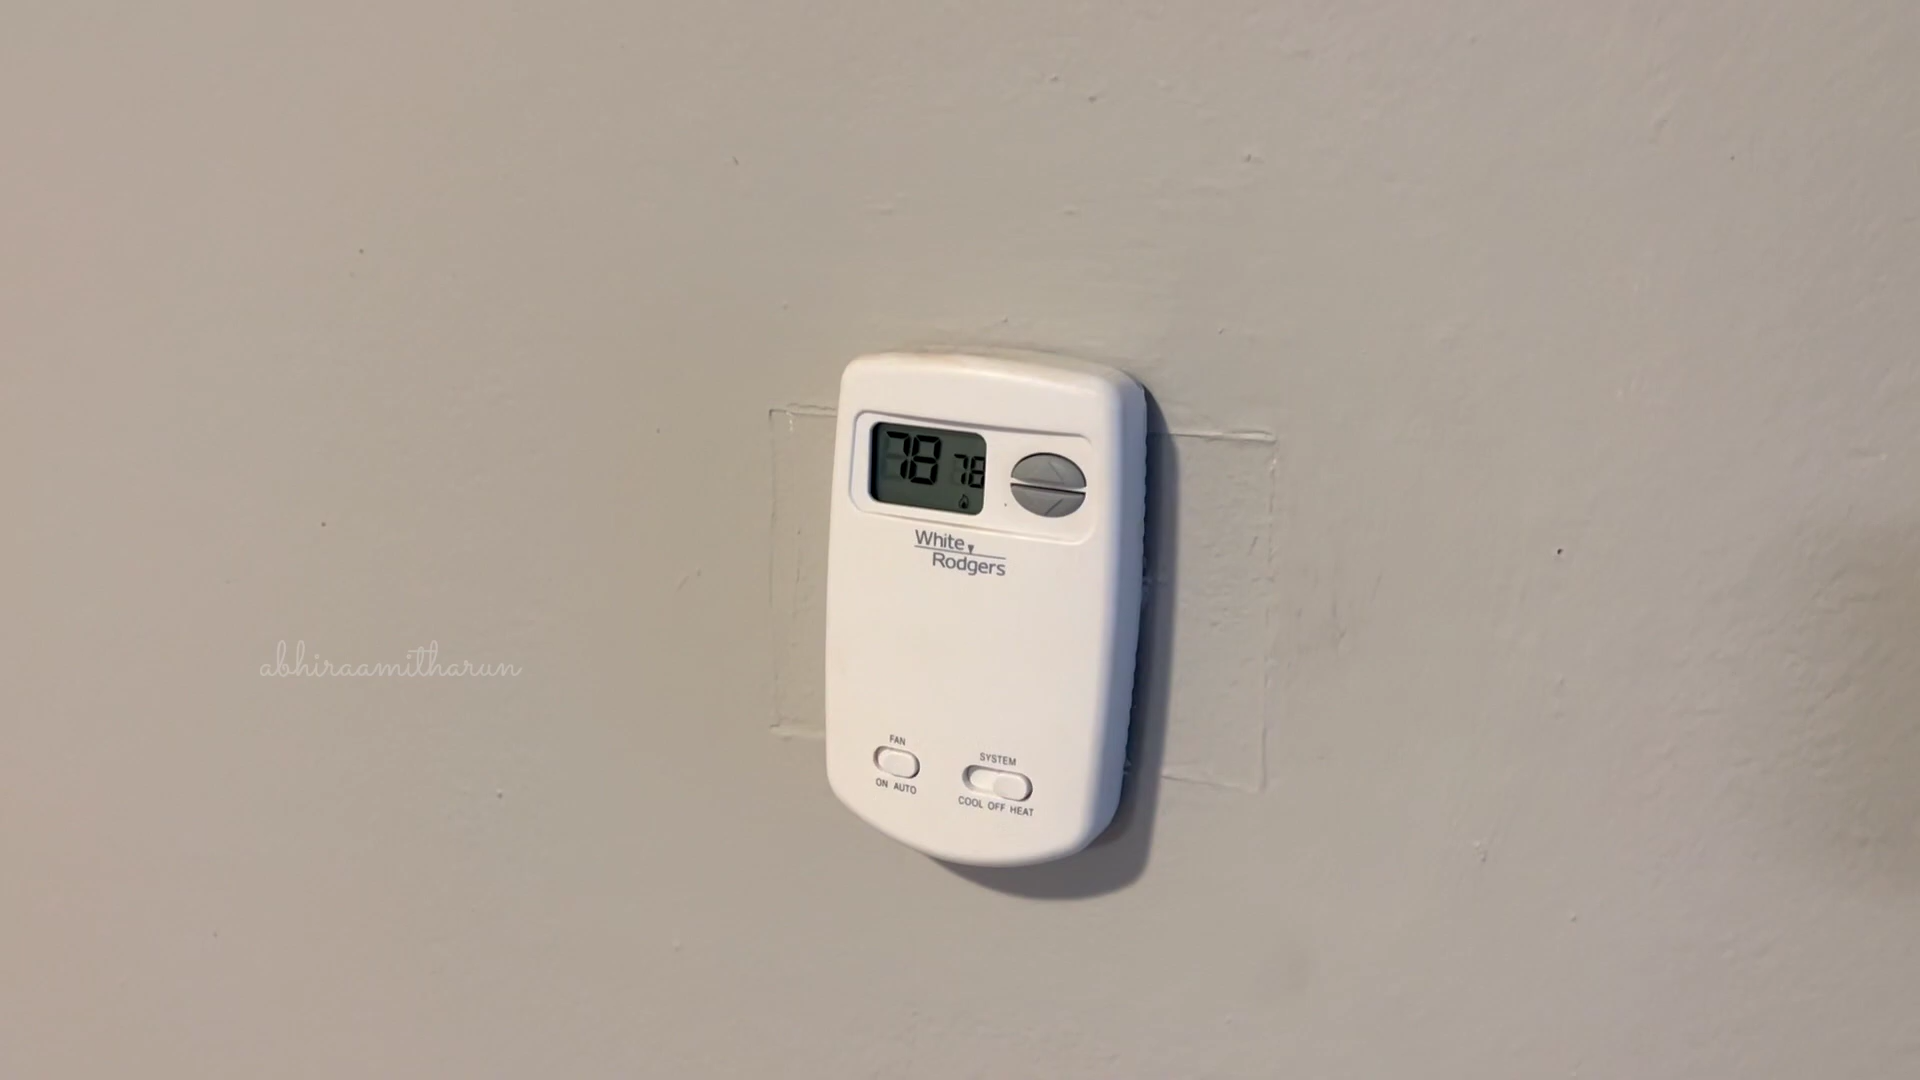 78 78
White
Rodgers
abhiraamitharun
FAN
ON AUTO
SYSTEM
COOL OFF HEAT